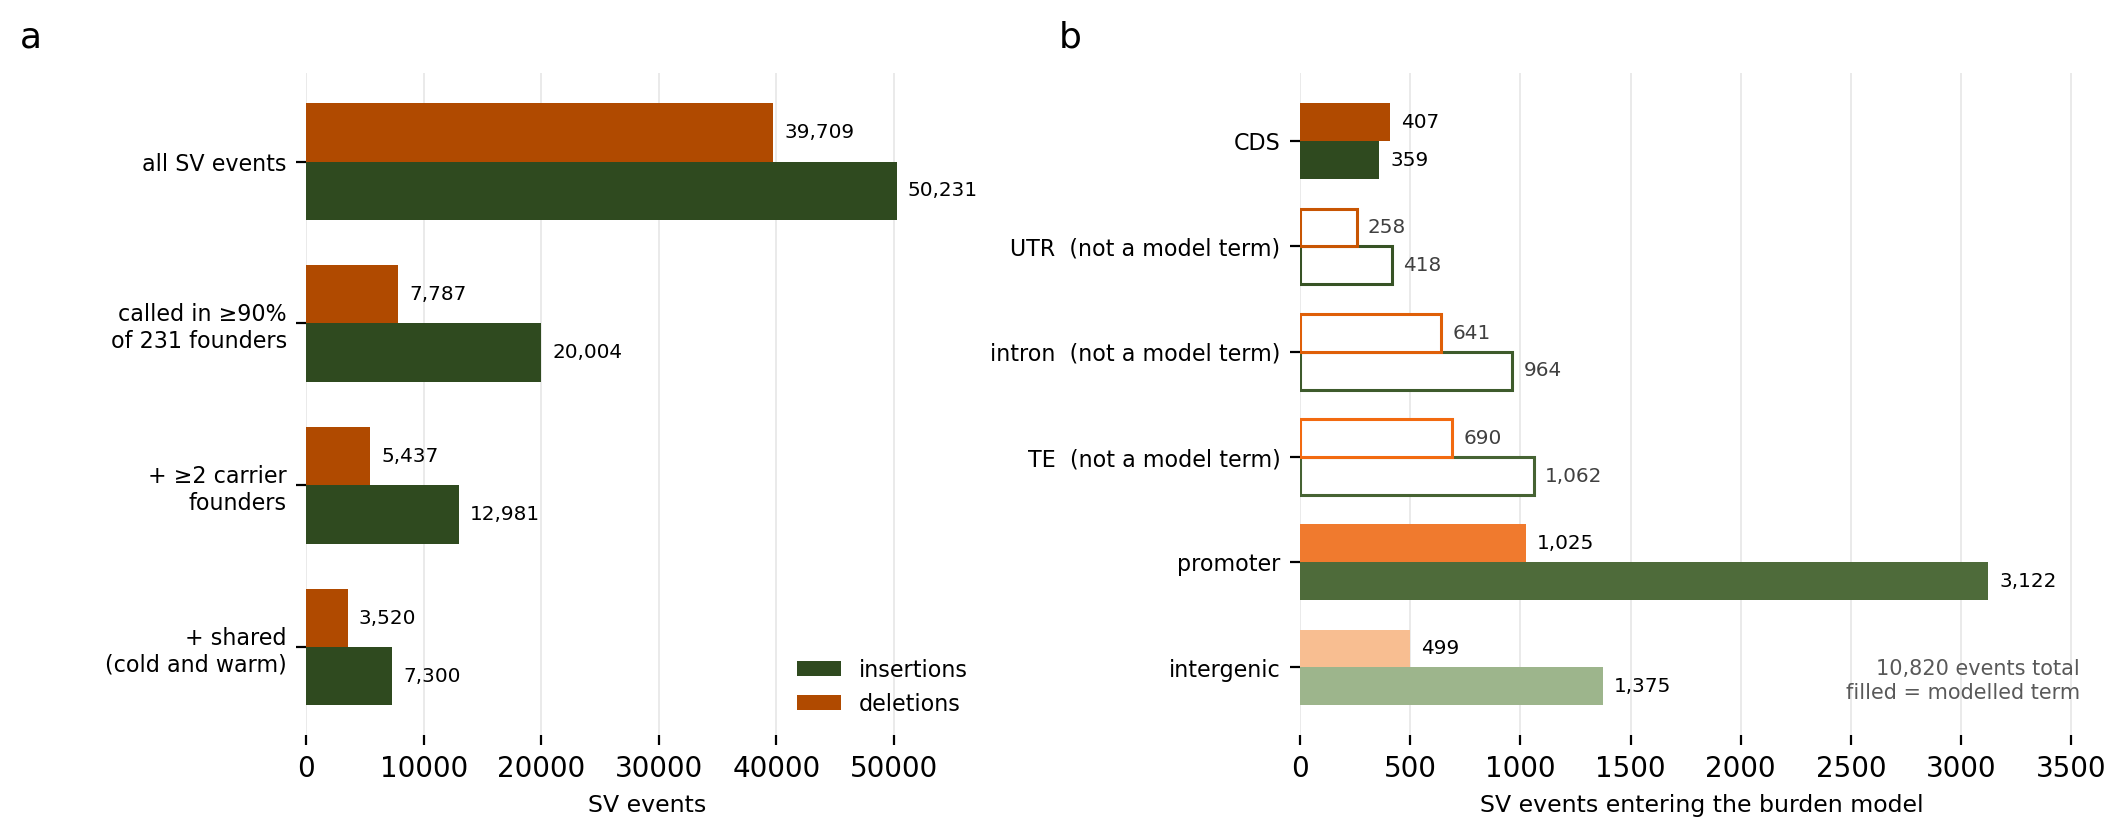 a
all SV events
39,709
50,231
called in ≥90%
of 231 founders
7,787
20,004
+ ≥2 carrier
founders
5,437
12,981
+ shared
(cold and warm)
3,520
7,300
insertions
deletions
0 10000 20000 30000 40000 50000
SV events
b
CDS
407
359
UTR (not a model term)
258
418
intron (not a model term)
641
964
TE (not a model term)
690
1,062
promoter
1,025
3,122
intergenic
499
1,375
10,820 events total
filled = modelled term
0 500 1000 1500 2000 2500 3000 3500
SV events entering the burden model